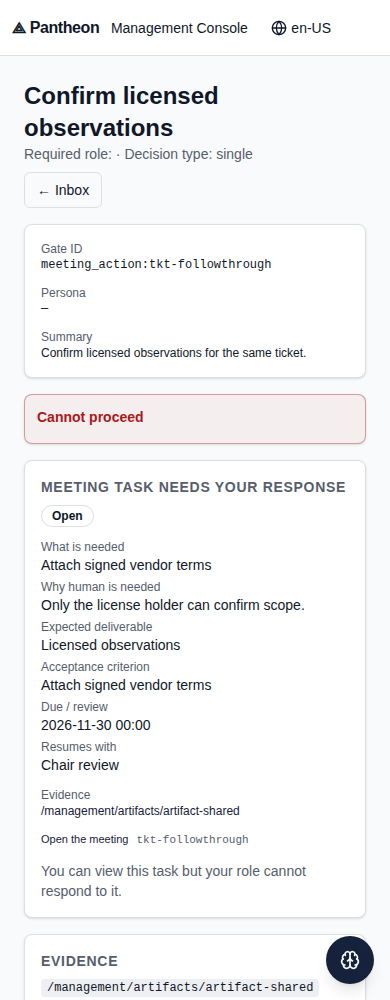 Pantheon Management Console en-US
Confirm licensed
observations
Required role: · Decision type: single
← Inbox
Gate ID
meeting_action:tkt-followthrough
Persona
—
Summary
Confirm licensed observations for the same ticket.
Cannot proceed
MEETING TASK NEEDS YOUR RESPONSE
Open
What is needed
Attach signed vendor terms
Why human is needed
Only the license holder can confirm scope.
Expected deliverable
Licensed observations
Acceptance criterion
Attach signed vendor terms
Due / review
2026-11-30 00:00
Resumes with
Chair review
Evidence
/management/artifacts/artifact-shared
Open the meeting tkt-followthrough
You can view this task but your role cannot
respond to it.
EVIDENCE
/management/artifacts/artifact-shared